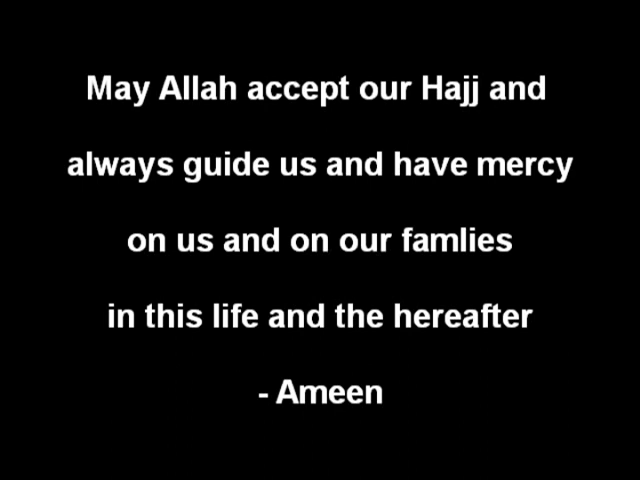 May Allah accept our Hajj and
always guide us and have mercy
on us and on our famlies
in this life and the hereafter
- Ameen